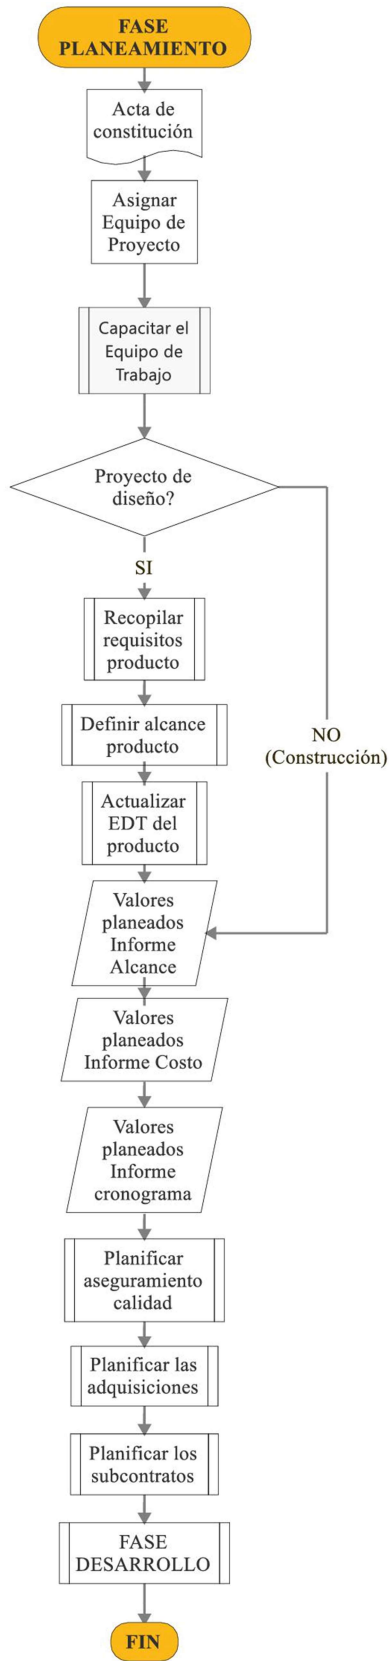 FASE
PLANEAMIENTO
Acta de
constitución
Asignar
Equipo de
Proyecto
Capacitar el
Equipo de
Trabajo
Proyecto de
diseño?
SI
Recopilar
requisitos
producto
Definir alcance
producto
NO
(Construcción)
Actualizar
EDT del
producto
Valores
planeados
Informe
Alcance
Valores
planeados
Informe Costo
Valores
planeados
Informe
cronograma
Planificar
aseguramiento
calidad
Planificar las
adquisiciones
Planificar los
subcontratos
FASE
DESARROLLO
FIN